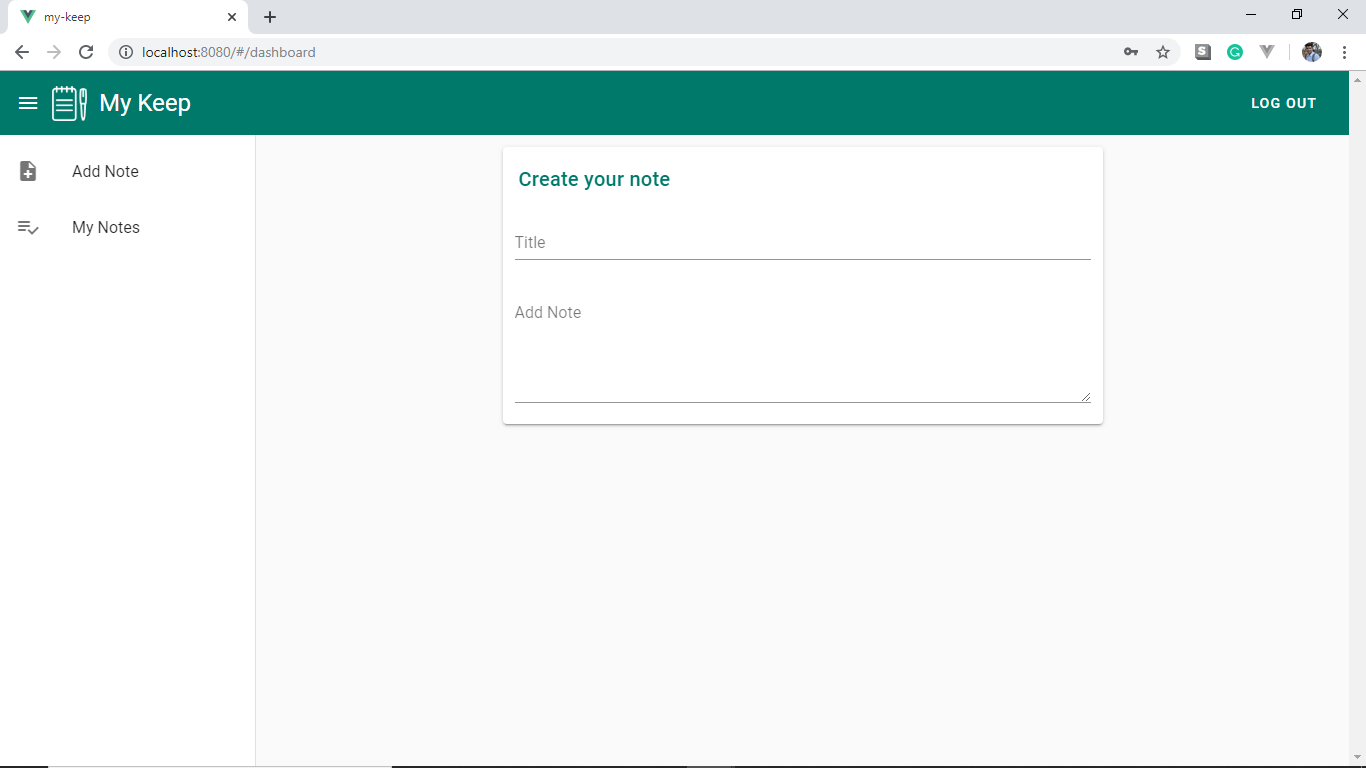 my-keep
localhost:8080/#/dashboard
My Keep
LOG OUT
Add Note
My Notes
Create your note
Title
Add Note